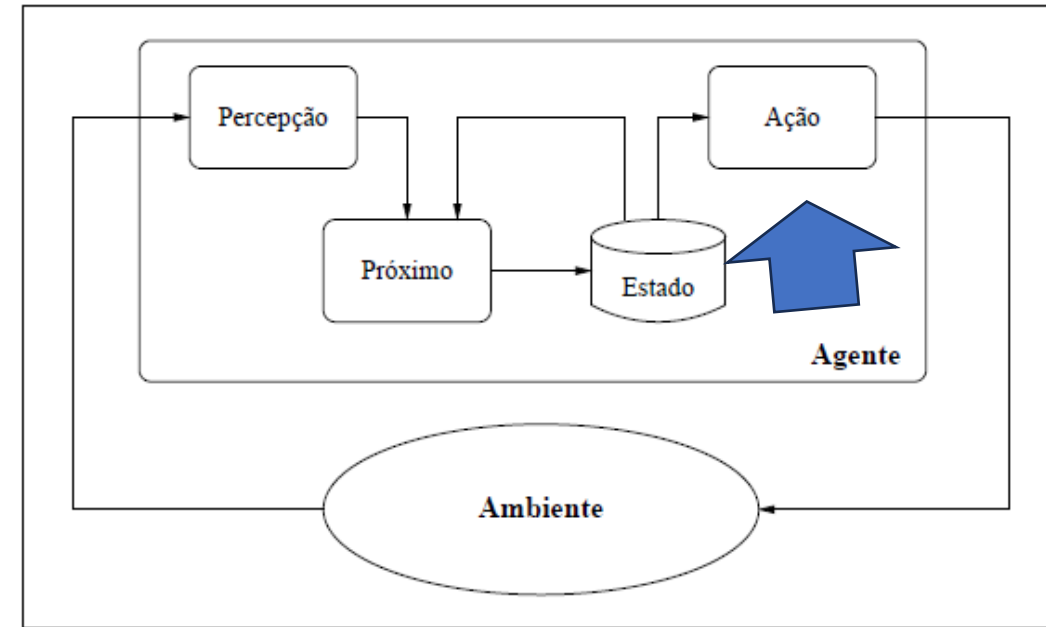 Percepção
Ação
Próximo
Estado
Agente
Ambiente